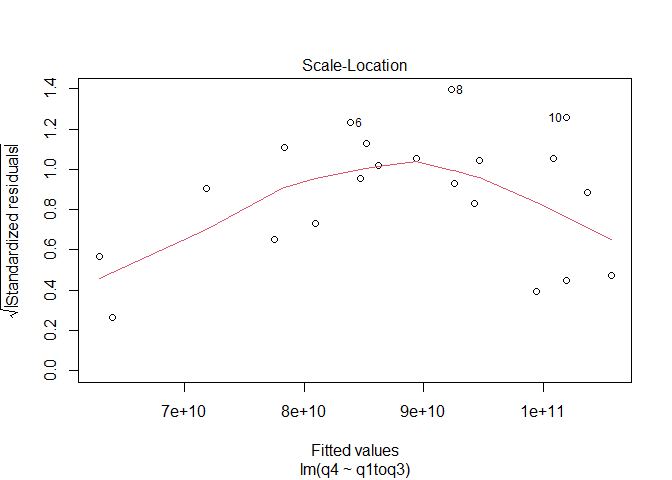 Scale-Location
√|Standardized residuals|
1.4
1.2
1.0
0.8
0.6
0.4
0.2
0.0
8
6
10
7e+10 8e+10 9e+10 1e+11
Fitted values
lm(q4 ~ q1toq3)